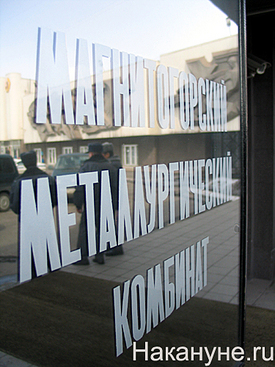 МАГНИТОГОРСКИЙ
МЕТАЛЛУРГИЧЕСКИЙ
КОМБИНАТ
Накануне.ru